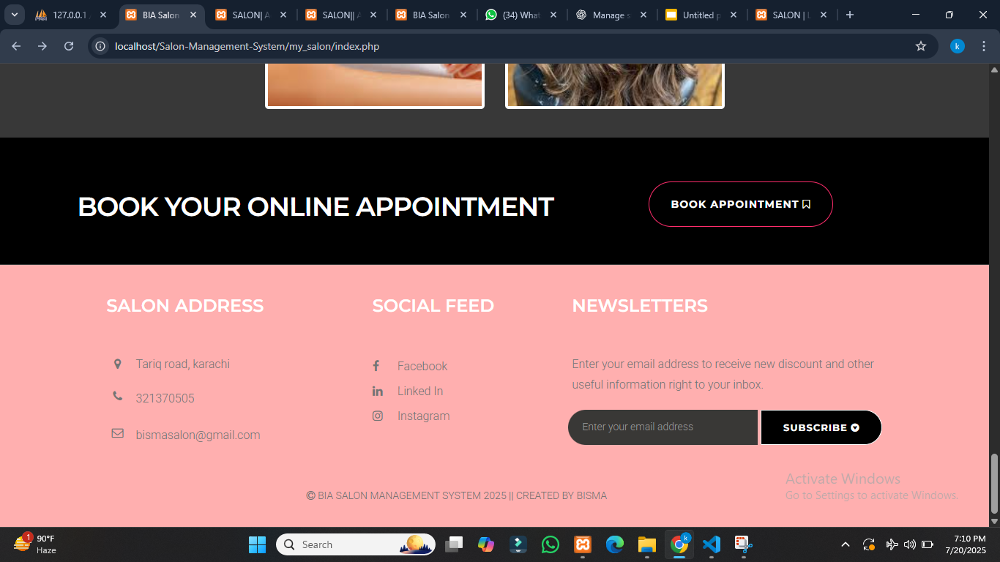 127.0.0.1
BIA Salon
SALON| A
SALON|| A
BIA Salon
(34) What
Manage s
Untitled p
SALON | L
localhost/Salon-Management-System/my_salon/index.php
k
BOOK YOUR ONLINE APPOINTMENT
BOOK APPOINTMENT
SALON ADDRESS
Tariq road, karachi
321370505
bismasalon@gmail.com
SOCIAL FEED
Facebook
Linked In
Instagram
NEWSLETTERS
Enter your email address to receive new discount and other
useful information right to your inbox.
Enter your email address
SUBSCRIBE
© BIA SALON MANAGEMENT SYSTEM 2025 || CREATED BY BISMA
Activate Windows
Go to Settings to activate Windows.
1
90°F
Haze
Search
k
7:10 PM
7/20/2025